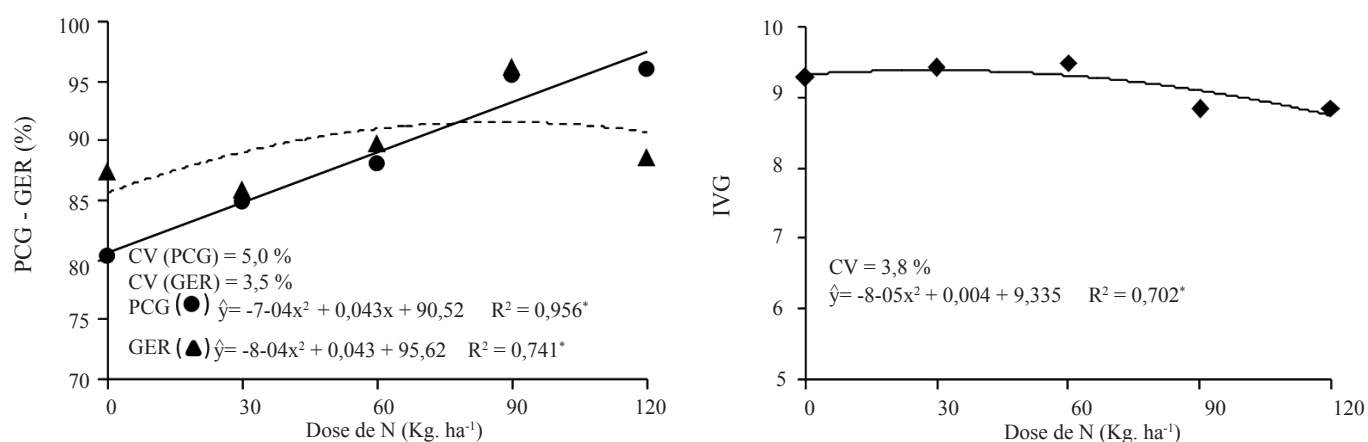 100
95
90
85
80
75
70
PCG - GER (%)
CV (PCG) = 5,0 %
CV (GER) = 3,5 %
PCG (●) ŷ= -7-04x² + 0,043x + 90,52 R² = 0,956*
GER (▲) ŷ= -8-04x² + 0,043 + 95,62 R² = 0,741*
0 30 60 90 120
Dose de N (Kg. ha⁻¹)
10
9
8
7
6
5
IVG
CV = 3,8 %
ŷ= -8-05x² + 0,004 + 9,335 R² = 0,702*
0 30 60 90 120
Dose de N (Kg. ha⁻¹)